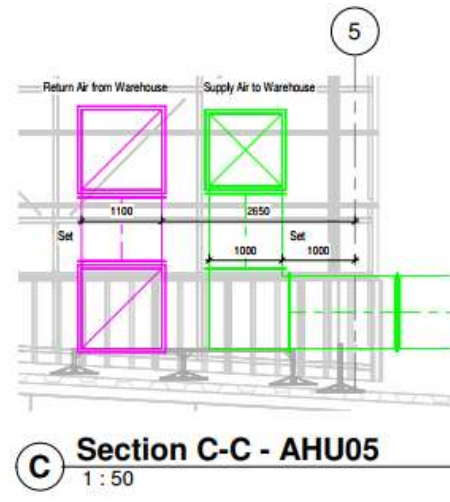 5
Return Air from Warehouse
Supply Air to Warehouse
1100
2650
Set
1000
Set
1000
C
Section C-C - AHU05
1 : 50